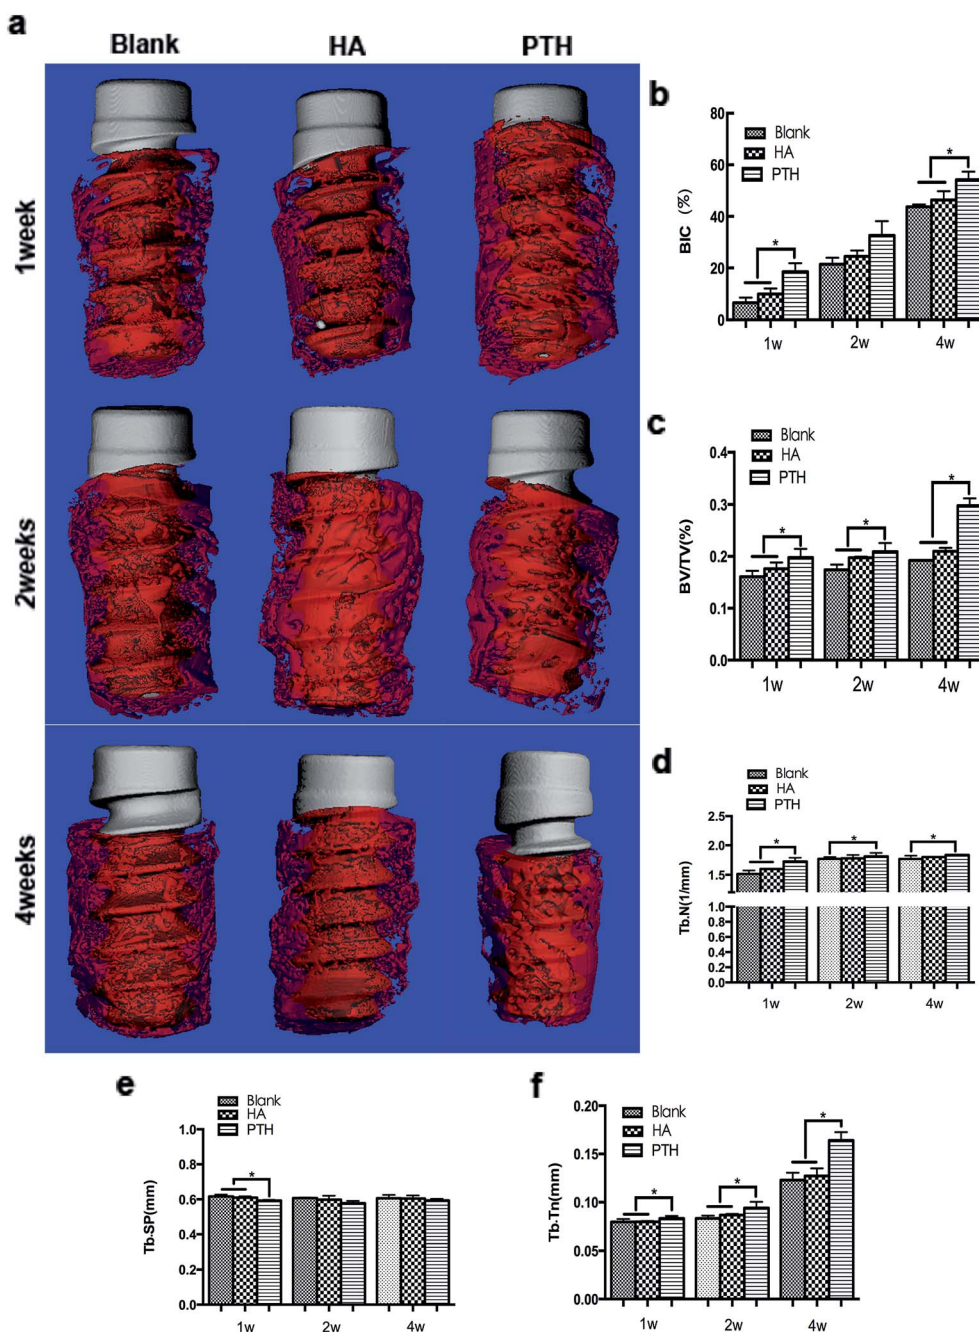 a
Blank HA PTH
1week
2weeks
4weeks
b
Blank
HA
PTH
BIC (%)
80
60
40
20
0
* *
1w 2w 4w
c
Blank
HA
PTH
BV/TV(%)
0.4
0.3
0.2
0.1
0.0
* * *
1w 2w 4w
d
Blank
HA
PTH
Tb.N(1/mm)
2.5
2.0
1.5
1.0
0.8
0.6
0.4
0.2
0.0
* * *
1w 2w 4w
e
Blank
HA
PTH
Tb-SP(mm)
1.0
0.8
0.6
0.4
0.2
0.0
*
1w 2w 4w
f
Blank
HA
PTH
Tb-Tn(mm)
0.20
0.15
0.10
0.05
0.00
* * *
1w 2w 4w